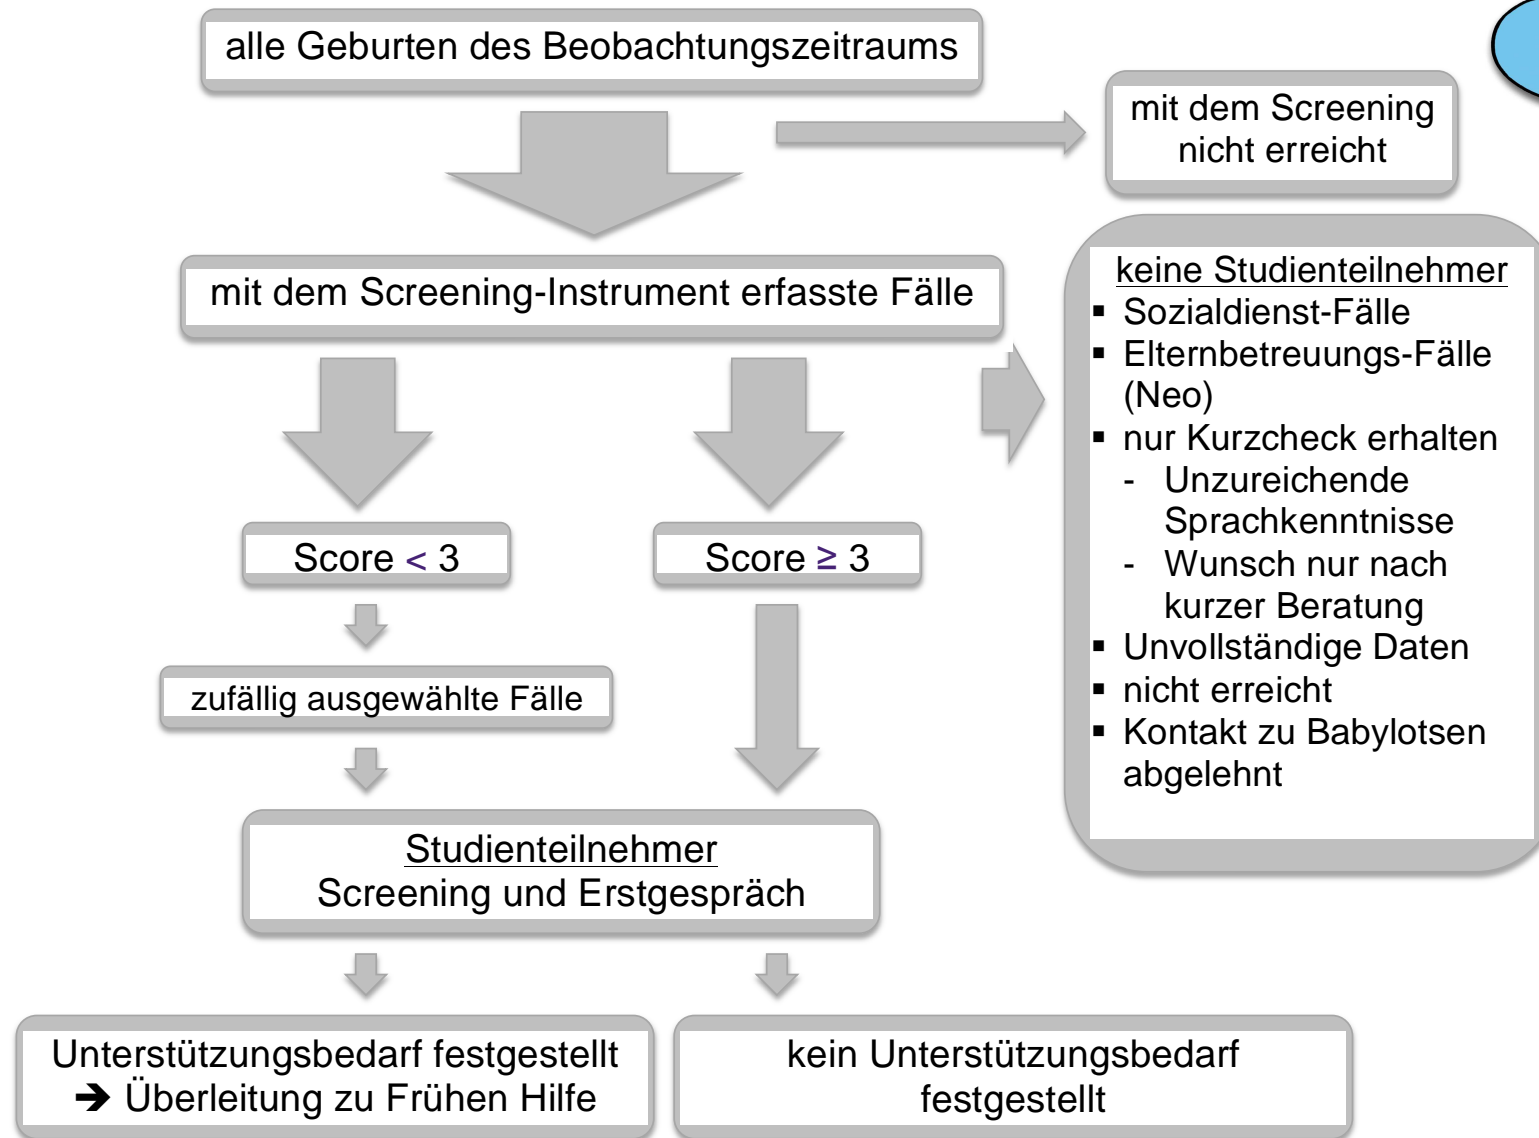 alle Geburten des Beobachtungszeitraums
mit dem Screening
nicht erreicht
mit dem Screening-Instrument erfasste Fälle
keine Studienteilnehmer
▪ Sozialdienst-Fälle
▪ Elternbetreuungs-Fälle
(Neo)
▪ nur Kurzcheck erhalten
- Unzureichende
Sprachkenntnisse
- Wunsch nur nach
kurzer Beratung
▪ Unvollständige Daten
▪ nicht erreicht
▪ Kontakt zu Babylotsen
abgelehnt
Score < 3
Score ≥ 3
zufällig ausgewählte Fälle
Studienteilnehmer
Screening und Erstgespräch
Unterstützungsbedarf festgestellt
➔ Überleitung zu Frühen Hilfe
kein Unterstützungsbedarf
festgestellt